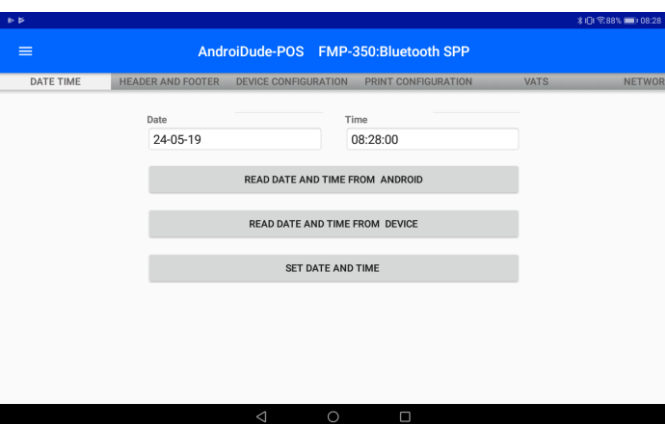 88% 08:28
AndroiDude-POS FMP-350:Bluetooth SPP
DATE TIME HEADER AND FOOTER DEVICE CONFIGURATION PRINT CONFIGURATION VATS NETWOR
Date Time
24-05-19 08:28:00
READ DATE AND TIME FROM ANDROID
READ DATE AND TIME FROM DEVICE
SET DATE AND TIME